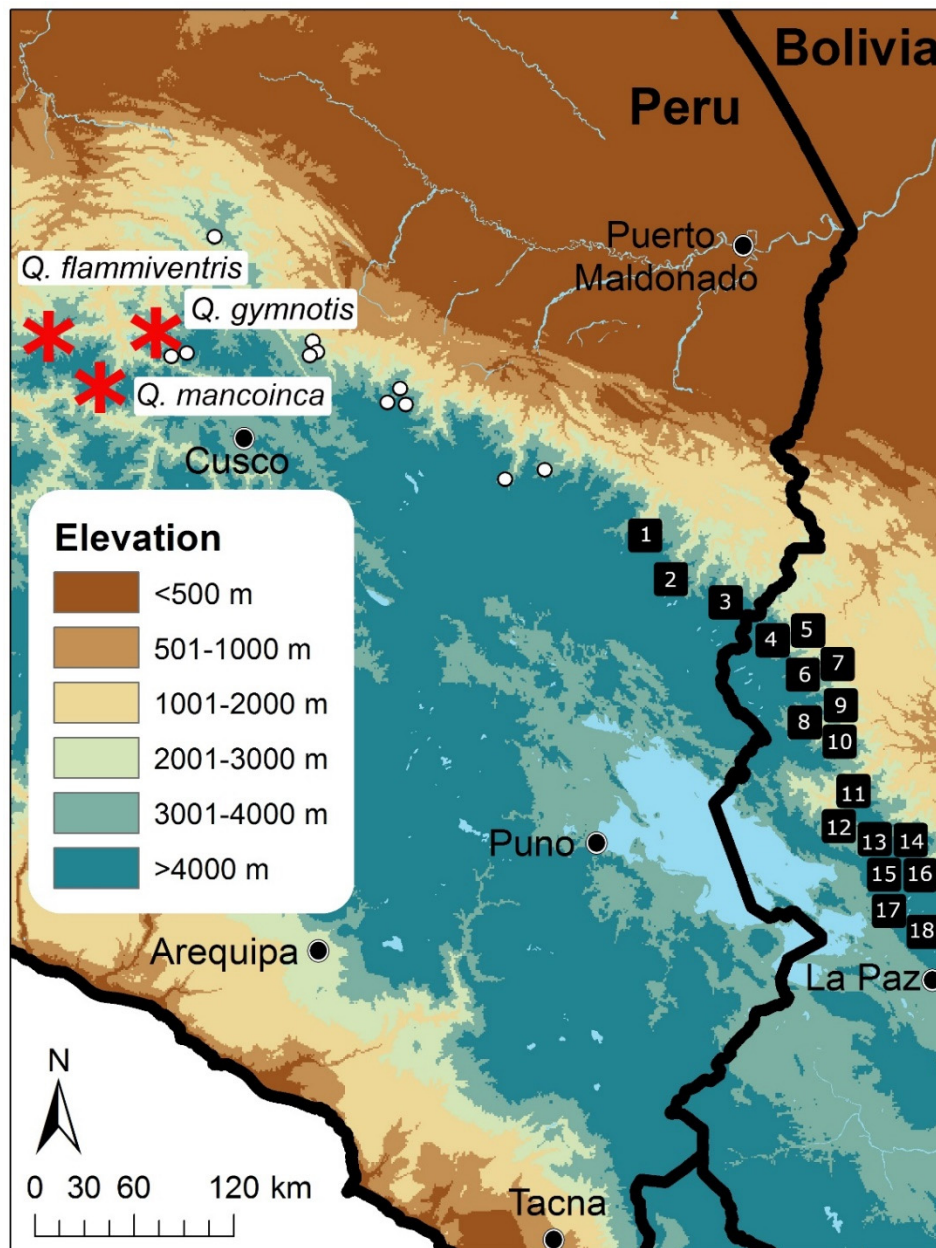 Bolivia
Peru
Puerto
Maldonado
Q. flammiventris
Q. gymnotis
Q. mancoinca
Cusco
Elevation
<500 m
501-1000 m
1001-2000 m
2001-3000 m
3001-4000 m
>4000 m
1
2
3
4
5
6
7
8
9
10
11
12
13
14
15
16
17
18
Puno
Arequipa
La Paz
N
0 30 60 120 km
Tacna